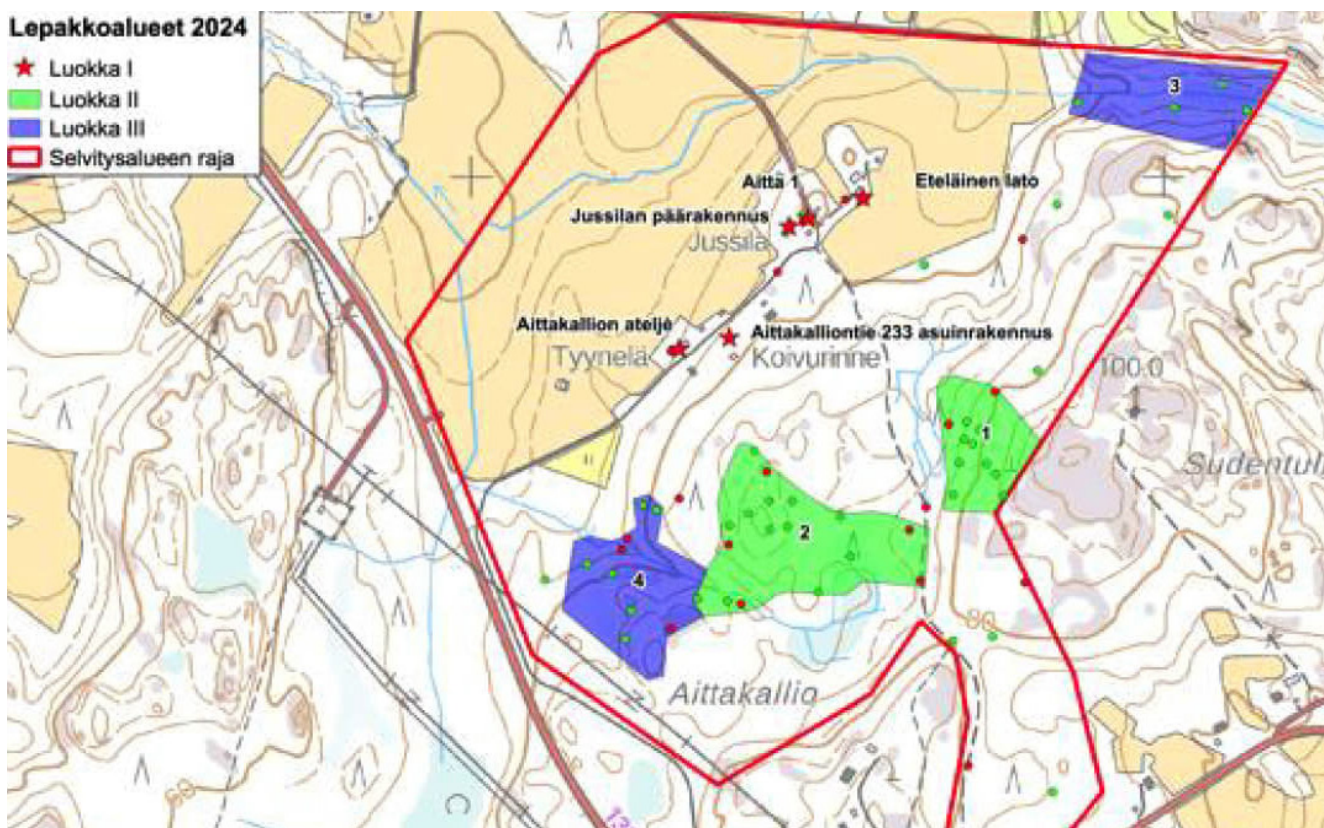 Lepakkoalueet 2024
Luokka I
Luokka II
Luokka III
Selvitysalueen raja
3
Aittä 1
Eteläinen lato
Jussilan päärakennus
Jussila
Aittakallion ateljé
Aittakalliontie 233 asuinrakennus
Tyynelä
Koivurinne
100.0
1
2
4
80
Aittakallio
60